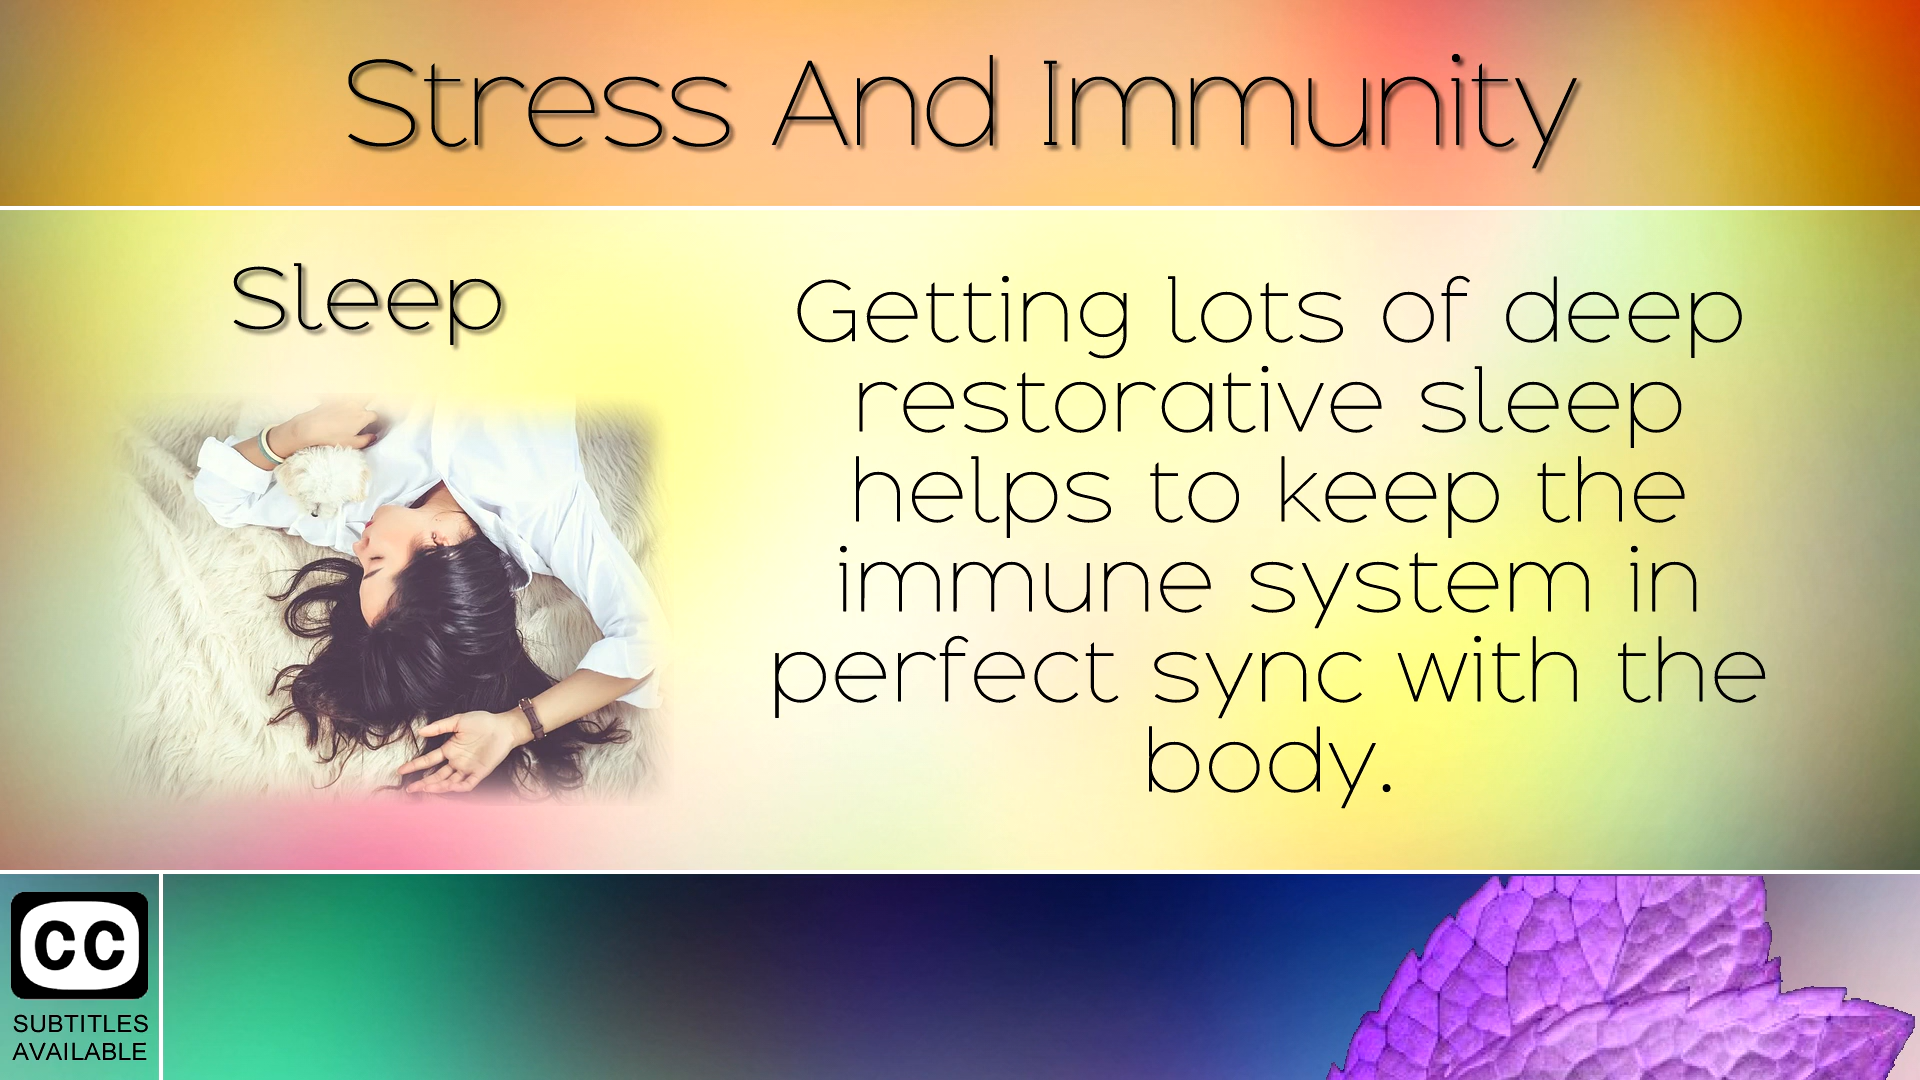 Stress And Immunity
Sleep
Getting lots of deep
restorative sleep
helps to keep the
immune system in
perfect sync with the
body.
CC
SUBTITLES
AVAILABLE